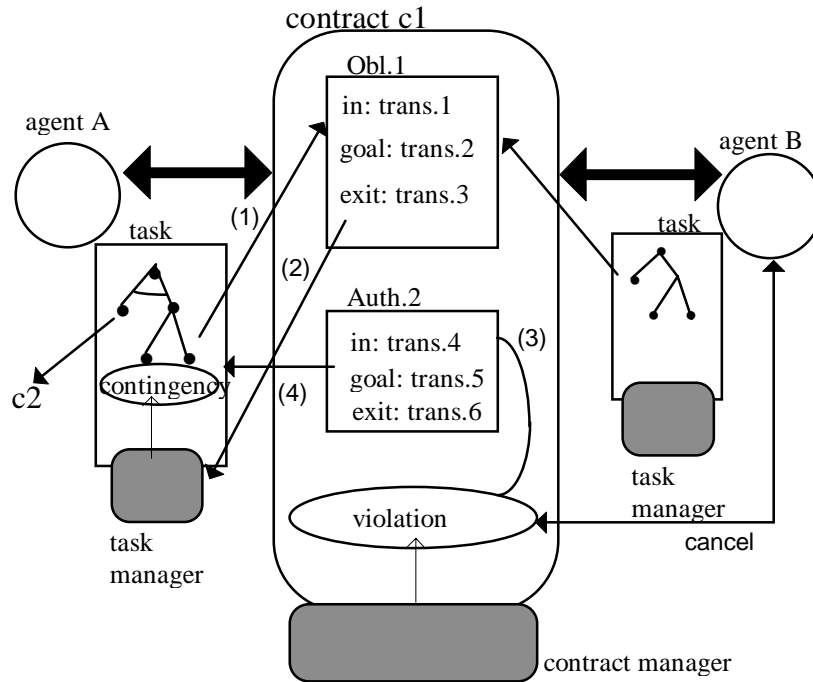 contract c1
Obl.1
in: trans.1
goal: trans.2
exit: trans.3
agent A
agent B
(1)
task
task
(2)
Auth.2
in: trans.4
goal: trans.5
exit: trans.6
(3)
contingency
(4)
c2
task
manager
violation
task
manager
cancel
contract manager